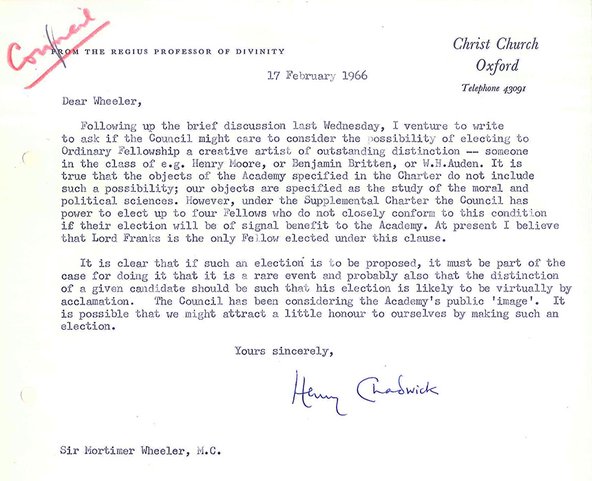 Council
FROM THE REGIUS PROFESSOR OF DIVINITY
Christ Church
Oxford
Telephone 43091
17 February 1966
Dear Wheeler,
Following up the brief discussion last Wednesday, I venture to write
to ask if the Council might care to consider the possibility of electing to
Ordinary Fellowship a creative artist of outstanding distinction -- someone
in the class of e.g. Henry Moore, or Benjamin Britten, or W.H.Auden. It is
true that the objects of the Academy specified in the Charter do not include
such a possibility; our objects are specified as the study of the moral and
political sciences. However, under the Supplemental Charter the Council has
power to elect up to four Fellows who do not closely conform to this condition
if their election will be of signal benefit to the Academy. At present I believe
that Lord Franks is the only Fellow elected under this clause.
It is clear that if such an election is to be proposed, it must be part of the
case for doing it that it is a rare event and probably also that the distinction
of a given candidate should be such that his election is likely to be virtually by
acclamation. The Council has been considering the Academy's public 'image'. It
is possible that we might attract a little honour to ourselves by making such an
election.
Yours sincerely,
Henry Chadwick
Sir Mortimer Wheeler, M.C.